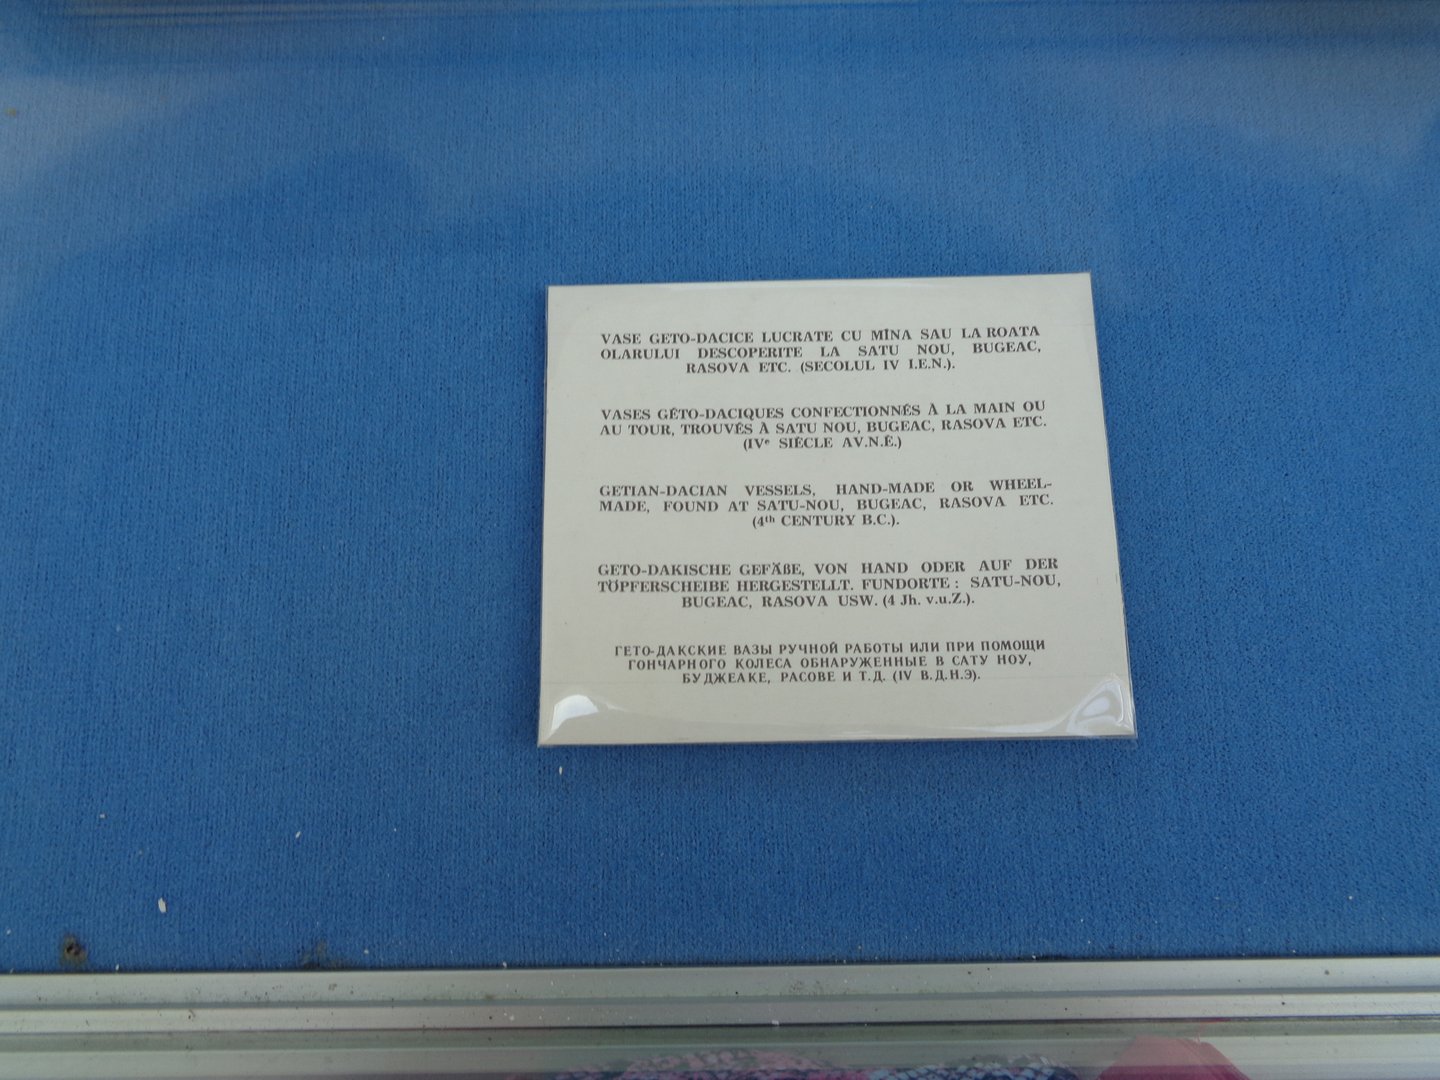 VASE GETO-DACICE LUCRATE CU MÎNA SAU LA ROATA
OLARULUI DESCOPERITE LA SATU NOU, BUGEAC,
RASOVA ETC. (SECOLUL IV I.E.N.).
VASES GÉTO-DACIQUES CONFECTIONNÉS À LA MAIN OU
AU TOUR, TROUVÉS À SATU NOU, BUGEAC, RASOVA ETC.
(IVe SIÈCLE AV.N.È.)
GETIAN-DACIAN VESSELS, HAND-MADE OR WHEEL-
MADE, FOUND AT SATU-NOU, BUGEAC, RASOVA ETC.
(4th CENTURY B.C.).
GETO-DAKISCHE GEFÄßE, VON HAND ODER AUF DER
TÖPFERSCHEIBE HERGESTELLT. FUNDORTE : SATU-NOU,
BUGEAC, RASOVA USW. (4 Jh. v.u.Z.).
ГЕТО-ДАКСКИЕ ВАЗЫ РУЧНОЙ РАБОТЫ ИЛИ ПРИ ПОМОЩИ
ГОНЧАРНОГО КОЛЕСА ОБНАРУЖЕННЫЕ В САТУ НОУ,
БУДЖЕАКЕ, РАСОВЕ И Т.Д. (IV В.Д.Н.Э).